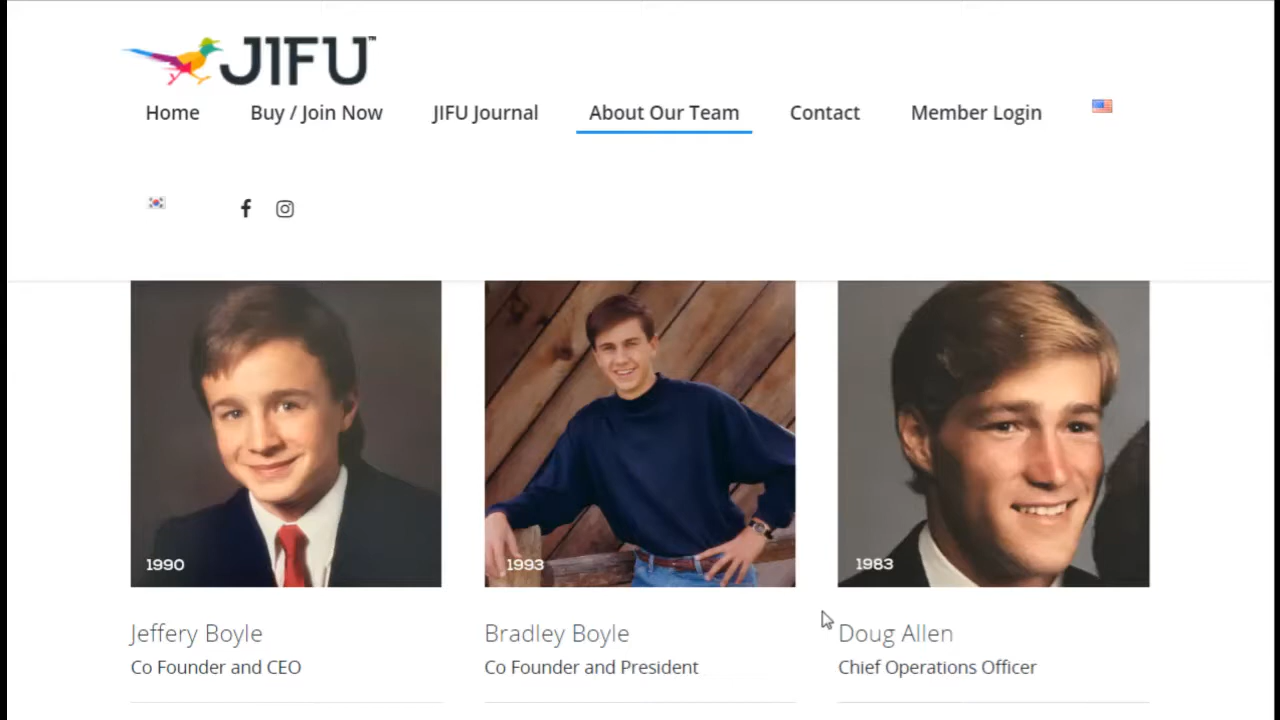 JIFU™
Home Buy / Join Now JIFU Journal About Our Team Contact Member Login
1990
1993
1983
Jeffery Boyle
Co Founder and CEO
Bradley Boyle
Co Founder and President
Doug Allen
Chief Operations Officer